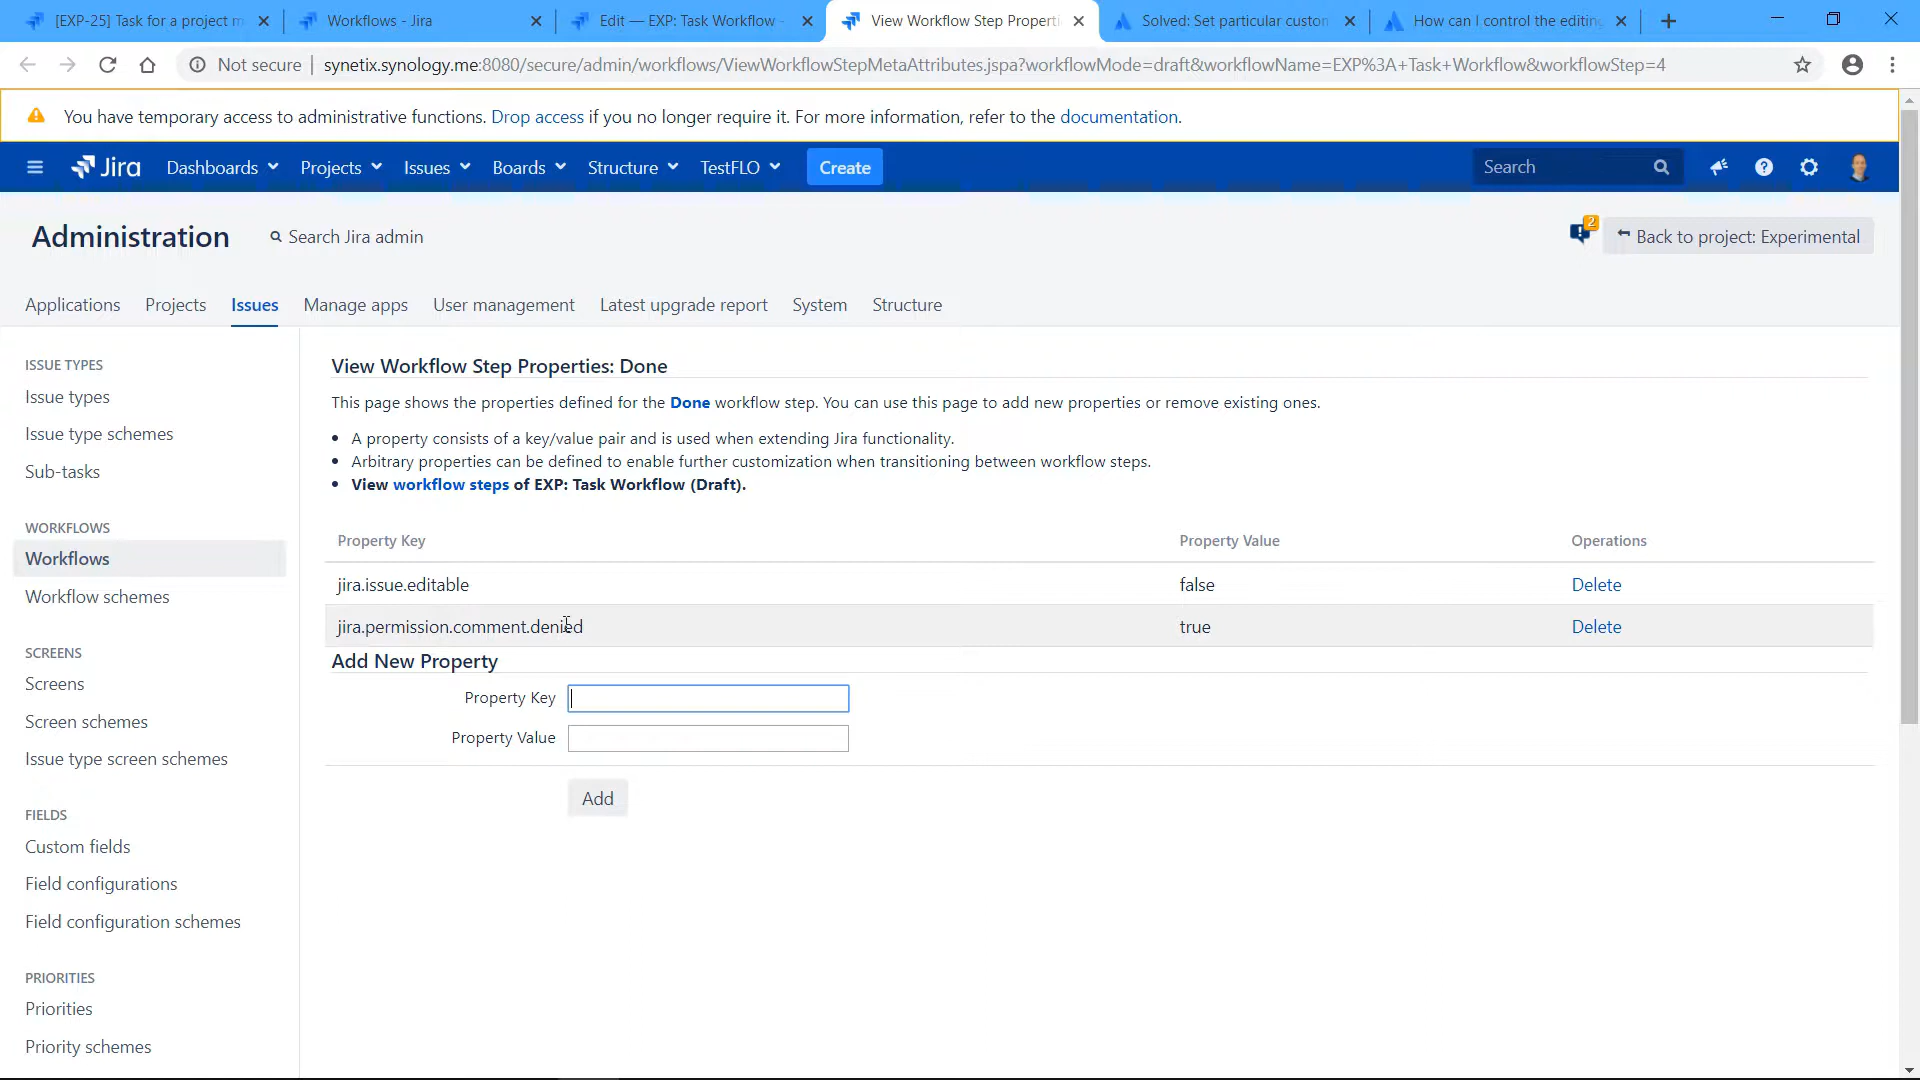 [EXP-25] Task for a project m
Workflows - Jira
Edit — EXP: Task Workflow -
View Workflow Step Properti
Solved: Set particular custon
How can I control the editing
Not secure | synetix.synology.me:8080/secure/admin/workflows/ViewWorkflowStepMetaAttributes.jspa?workflowMode=draft&workflowName=EXP%3A+Task+Workflow&workflowStep=4
You have temporary access to administrative functions. Drop access if you no longer require it. For more information, refer to the documentation.
Jira Dashboards Projects Issues Boards Structure TestFLO Create Search
Administration Search Jira admin 2 Back to project: Experimental
Applications Projects Issues Manage apps User management Latest upgrade report System Structure
ISSUE TYPES
Issue types
Issue type schemes
Sub-tasks
WORKFLOWS
Workflows
Workflow schemes
SCREENS
Screens
Screen schemes
Issue type screen schemes
FIELDS
Custom fields
Field configurations
Field configuration schemes
PRIORITIES
Priorities
Priority schemes
View Workflow Step Properties: Done
This page shows the properties defined for the Done workflow step. You can use this page to add new properties or remove existing ones.
• A property consists of a key/value pair and is used when extending Jira functionality.
• Arbitrary properties can be defined to enable further customization when transitioning between workflow steps.
• View workflow steps of EXP: Task Workflow (Draft).
Property Key Property Value Operations
jira.issue.editable false Delete
jira.permission.comment.denied true Delete
Add New Property
Property Key
Property Value
Add